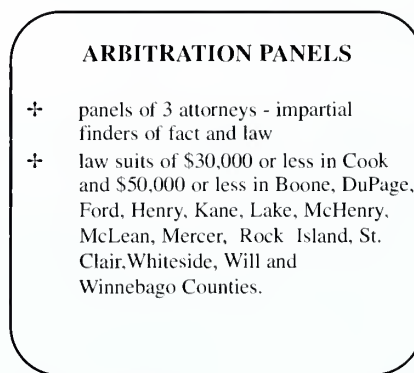 ARBITRATION PANELS
✢ panels of 3 attorneys - impartial
finders of fact and law
✢ law suits of $30,000 or less in Cook
and $50,000 or less in Boone, DuPage,
Ford, Henry, Kane, Lake, McHenry,
McLean, Mercer, Rock Island, St.
Clair,Whiteside, Will and
Winnebago Counties.